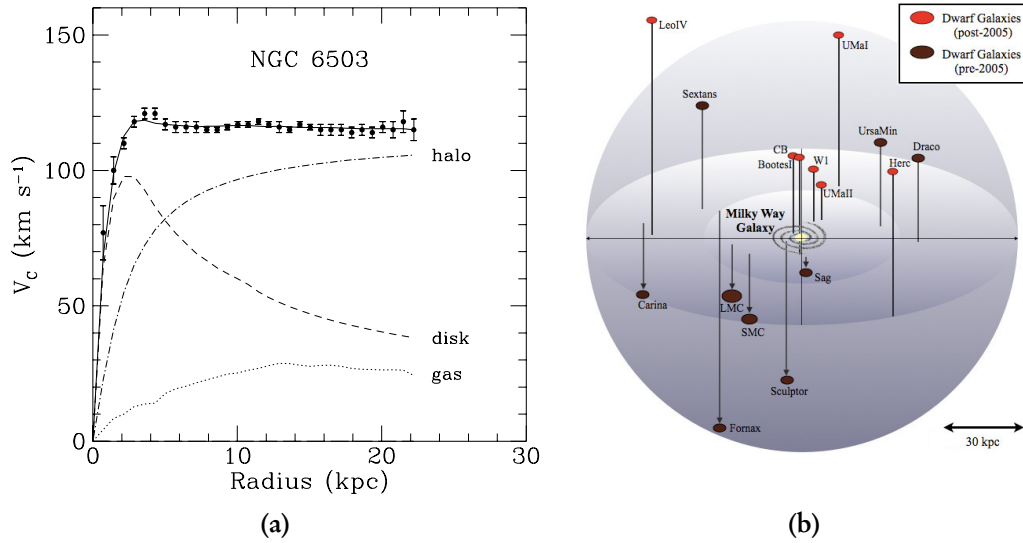 NGC 6503
150
100
50
0
V_C (km s⁻¹)
halo
disk
gas
0
10
20
30
Radius (kpc)
(a)
Dwarf Galaxies
(post-2005)
Dwarf Galaxies
(pre-2005)
LeoIV
UMaI
Sextans
UrsaMin
Draco
CB
BootesI
W1
Herc
UMaII
Milky Way
Galaxy
Sag
Carina
LMC
SMC
Sculptor
Fornax
30 kpc
(b)